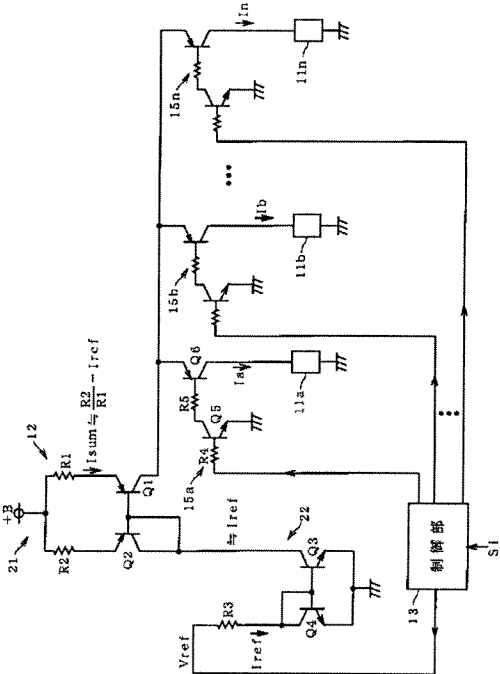 +B
21
12
R2
R1
Isum≒R2/R1−Iref
Q2
Q1
≒Iref
22
Vref
R3
Iref
Q4
Q3
13
制御部
S1
15a
R4
Q5
R5
Q6
Ia
11a
15b
Ib
11b
•••
•••
15n
In
11n